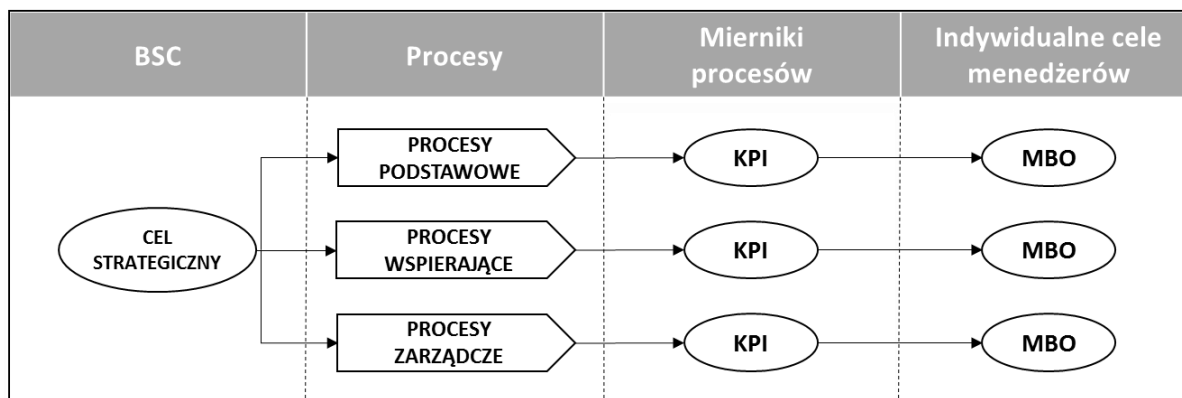 BSC
Procesy
Mierniki
procesów
Indywidualne cele
menedżerów
PROCESY
PODSTAWOWE
KPI
MBO
CEL
STRATEGICZNY
PROCESY
WSPIERAJĄCE
KPI
MBO
PROCESY
ZARZĄDCZE
KPI
MBO